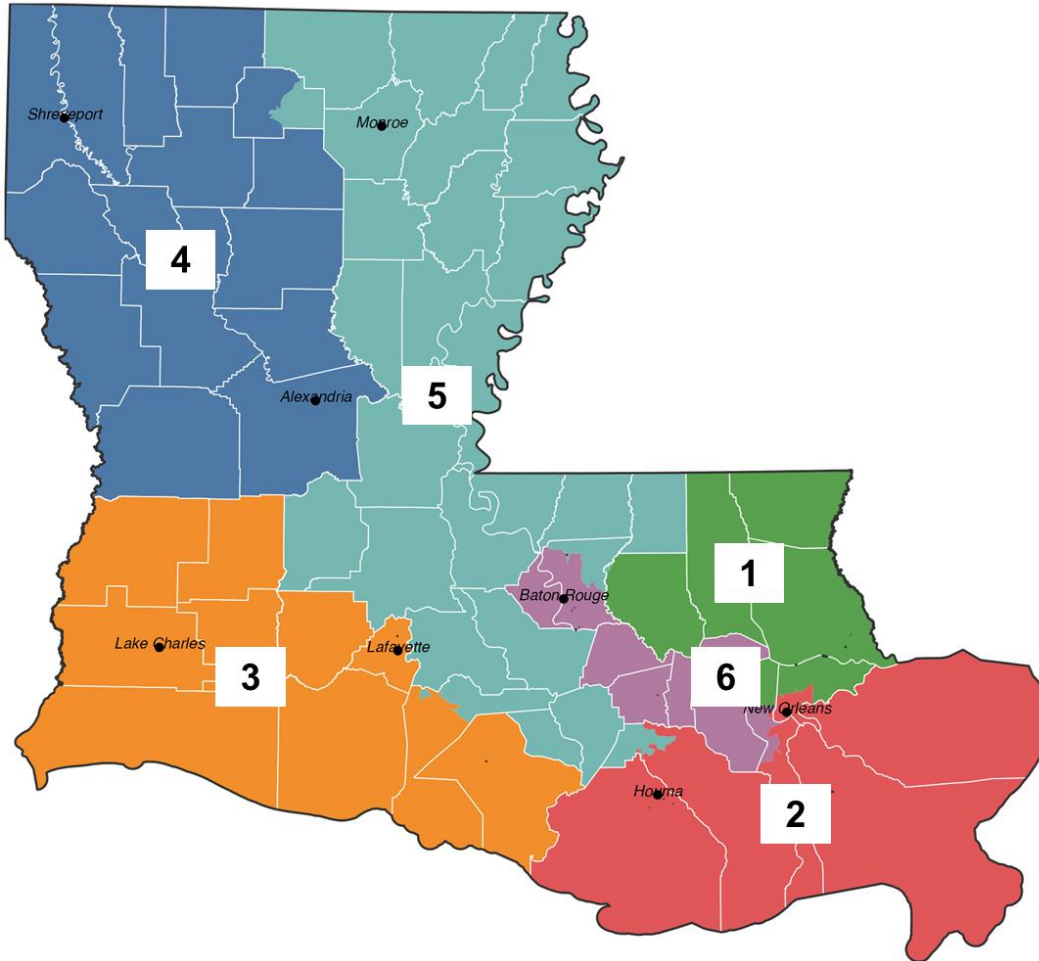 Shreveport
Monroe
4
Alexandria
5
1
Baton Rouge
Lake Charles
Lafayette
3
6
New Orleans
Houma
2